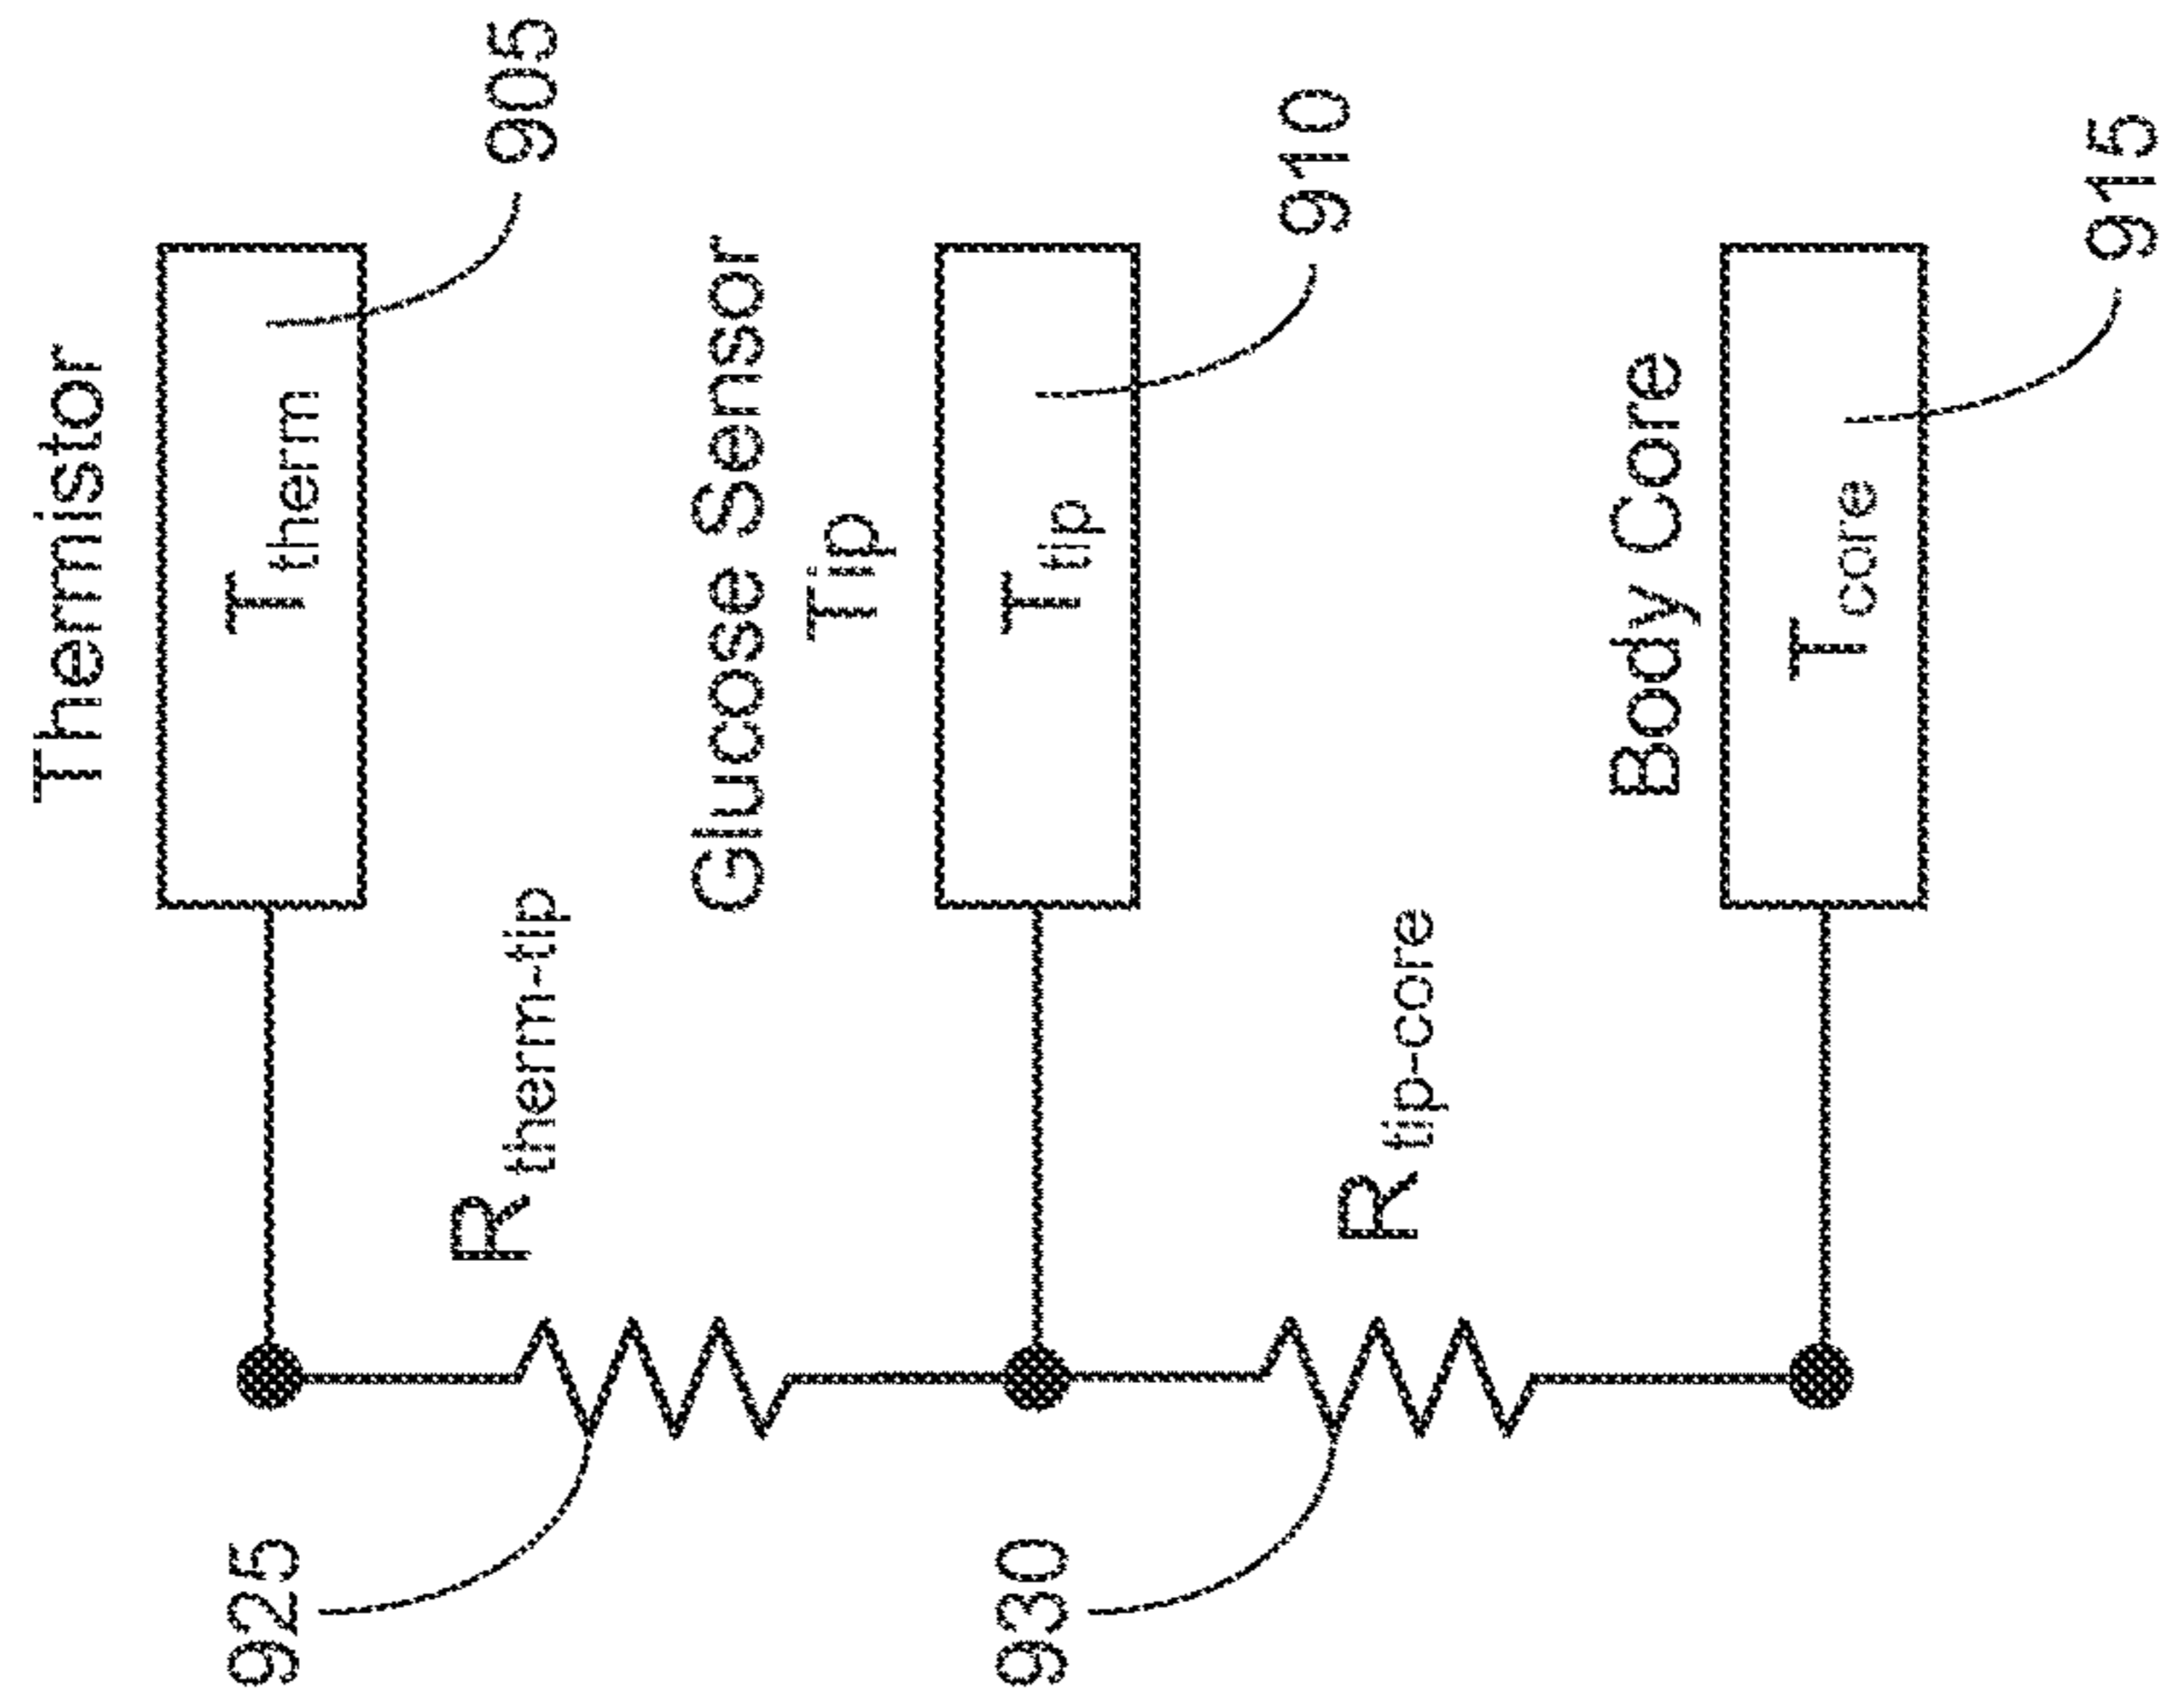 Thermistor
T therm
905
925
R therm-tip
Glucose Sensor
Tip
T tip
910
930
R tip-core
Body Core
T core
915